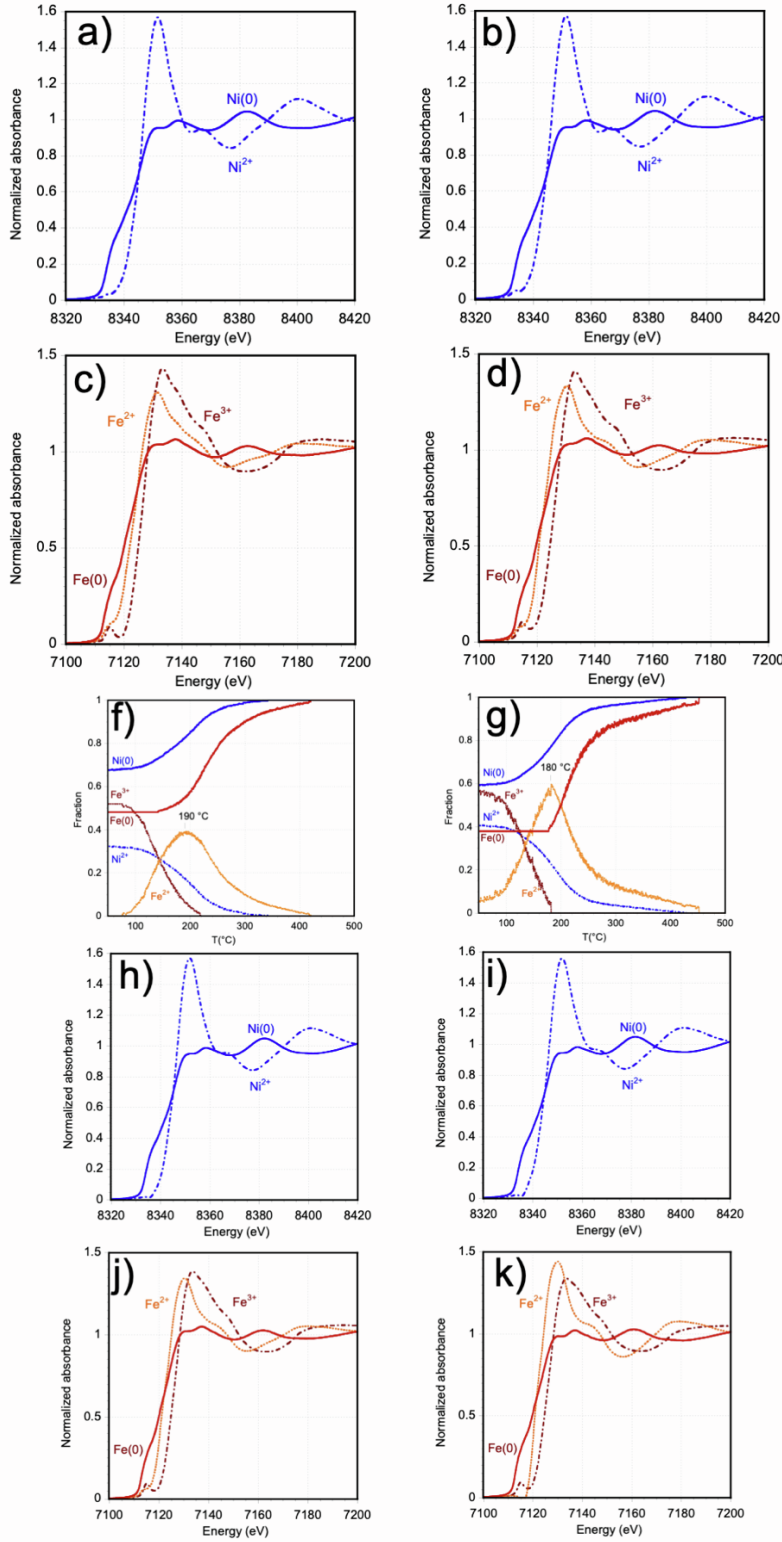 a)
1.6
1.4
1.2
1
0.8
0.6
0.4
0.2
0
Normalized absorbance
Ni(0)
Ni²⁺
8320 8340 8360 8380 8400 8420
Energy (eV)
b)
1.6
1.4
1.2
1
0.8
0.6
0.4
0.2
0
Normalized absorbance
Ni(0)
Ni²⁺
8320 8340 8360 8380 8400 8420
Energy (eV)
c)
1.5
1
0.5
0
Normalized absorbance
Fe²⁺
Fe³⁺
Fe(0)
7100 7120 7140 7160 7180 7200
Energy (eV)
d)
1.5
1
0.5
0
Normalized absorbance
Fe²⁺
Fe³⁺
Fe(0)
7100 7120 7140 7160 7180 7200
Energy (eV)
f)
1
0.8
0.6
0.4
0.2
0
Fraction
Ni(0)
Fe³⁺
Fe(0)
190 °C
Ni²⁺
Fe²⁺
100 200 300 400 500
T(°C)
g)
1
0.8
0.6
0.4
0.2
0
Fraction
180 °C
Ni(0)
Fe³⁺
Ni²⁺
Fe(0)
Fe²⁺
100 200 300 400 500
T(°C)
h)
1.6
1.4
1.2
1
0.8
0.6
0.4
0.2
0
Normalized absorbance
Ni(0)
Ni²⁺
8320 8340 8360 8380 8400 8420
Energy (eV)
i)
1.6
1.4
1.2
1
0.8
0.6
0.4
0.2
0
Normalized absorbance
Ni(0)
Ni²⁺
8320 8340 8360 8380 8400 8420
Energy (eV)
j)
1.5
1
0.5
0
Normalized absorbance
Fe²⁺
Fe³⁺
Fe(0)
7100 7120 7140 7160 7180 7200
Energy (eV)
k)
1.5
1
0.5
0
Normalized absorbance
Fe²⁺
Fe³⁺
Fe(0)
7100 7120 7140 7160 7180 7200
Energy (eV)